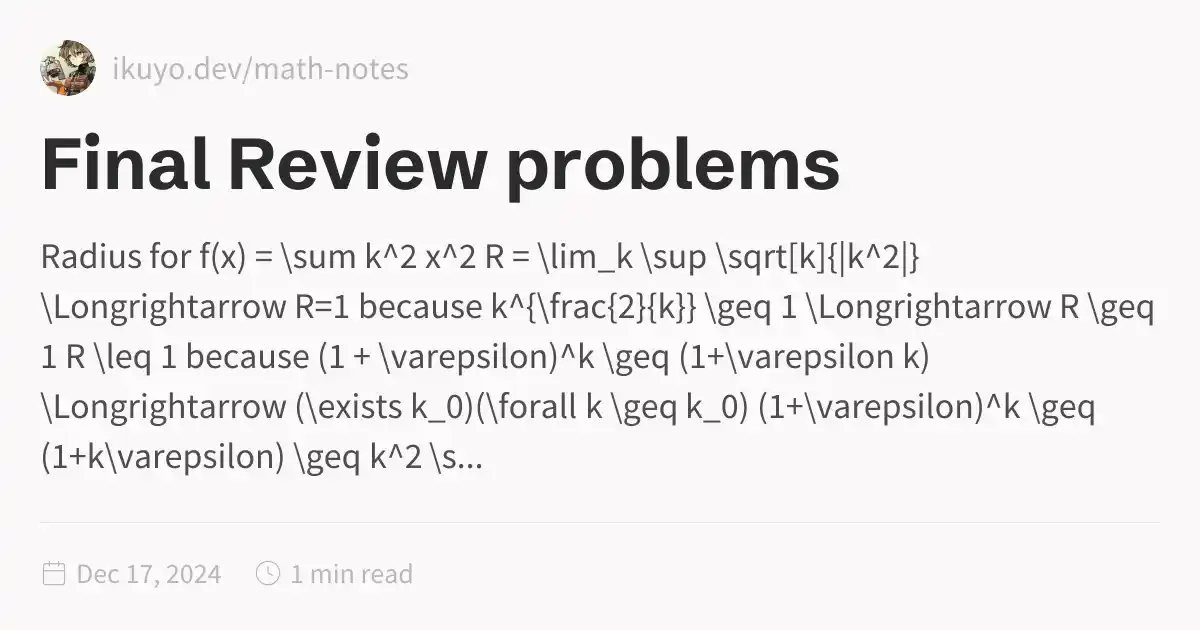 ikuyo.dev/math-notes
Final Review problems
Radius for f(x) = \sum k^2 x^2 R = \lim_k \sup \sqrt[k]{|k^2|}
\Longrightarrow R=1 because k^{\frac{2}{k}} \geq 1 \Longrightarrow R \geq
1 R \leq 1 because (1 + \varepsilon)^k \geq (1+\varepsilon k)
\Longrightarrow (\exists k_0)(\forall k \geq k_0) (1+\varepsilon)^k \geq
(1+k\varepsilon) \geq k^2 \s...
Dec 17, 2024 1 min read